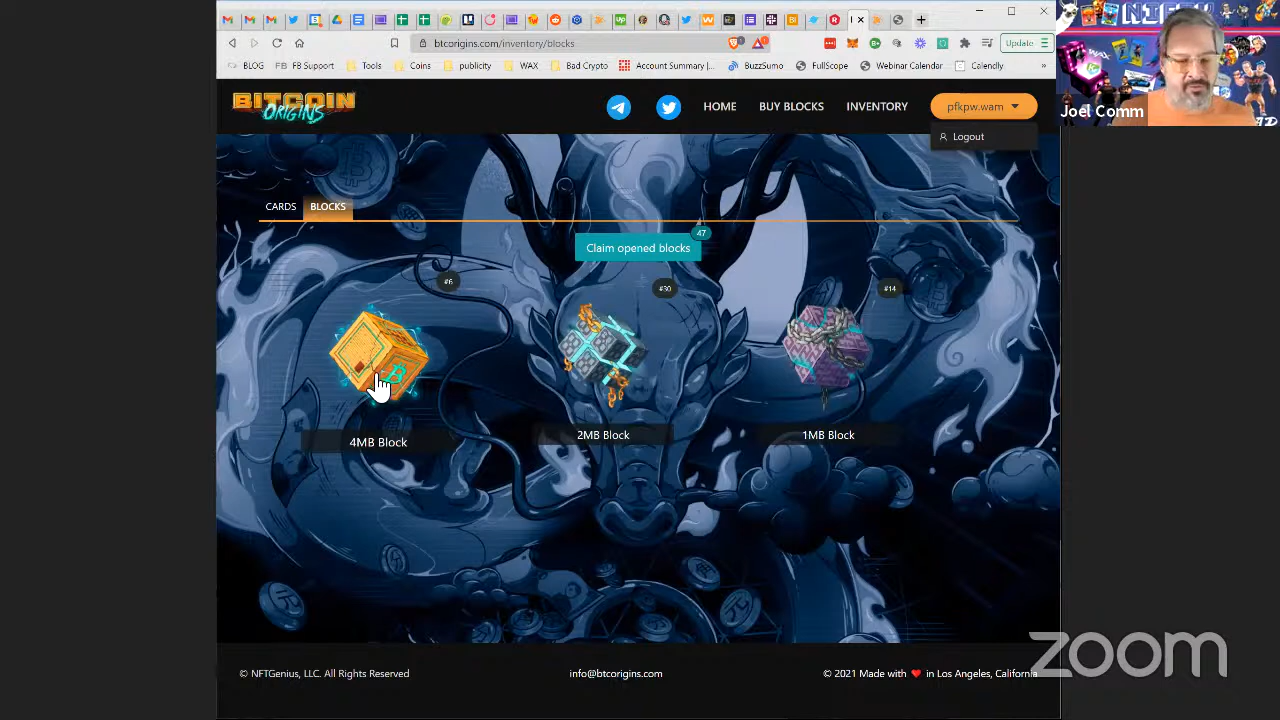 Update
btcorigins.com/inventory/blocks
BLOG
FB Support
Coins
publicity
WAX
Bad Crypto
Account Summary |...
BuzzSumo
FullScope
Webinar Calendar...
Calendly
Joel Comm
BITCOIN
ORIGINS
HOME
BUY BLOCKS
INVENTORY
pfkpw.wam
Logout
CARDS
BLOCKS
47
Claim opened blocks
#6
#30
#14
4MB Block
2MB Block
1MB Block
© NFTGenius, LLC. All Rights Reserved
info@btcorigins.com
© 2021 Made with ❤ in Los Angeles, California
zoom